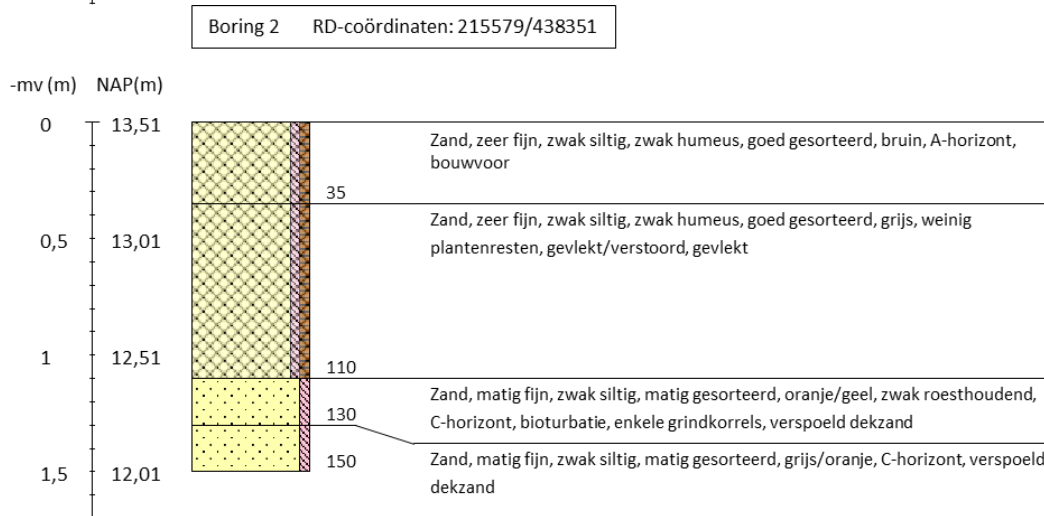 Boring 2 RD-coördinaten: 215579/438351
-mv (m) NAP(m)
0 13,51
Zand, zeer fijn, zwak siltig, zwak humeus, goed gesorteerd, bruin, A-horizont,
bouwvoor
35
Zand, zeer fijn, zwak siltig, zwak humeus, goed gesorteerd, grijs, weinig
plantenresten, gevlekt/verstoord, gevlekt
0,5 13,01
1 12,51
110
Zand, matig fijn, zwak siltig, matig gesorteerd, oranje/geel, zwak roesthoudend,
C-horizont, bioturbatie, enkele grindkorrels, verspoeld dekzand
130
Zand, matig fijn, zwak siltig, matig gesorteerd, grijs/oranje, C-horizont, verspoeld
dekzand
150
1,5 12,01